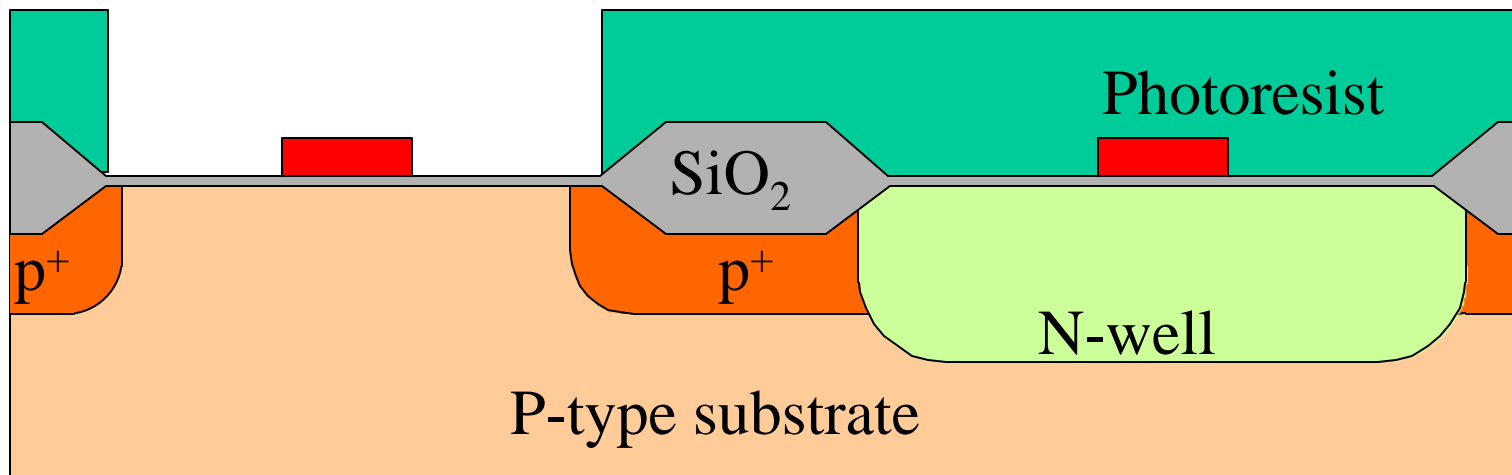 Photoresist
SiO₂
p⁺
p⁺
N-well
P-type substrate